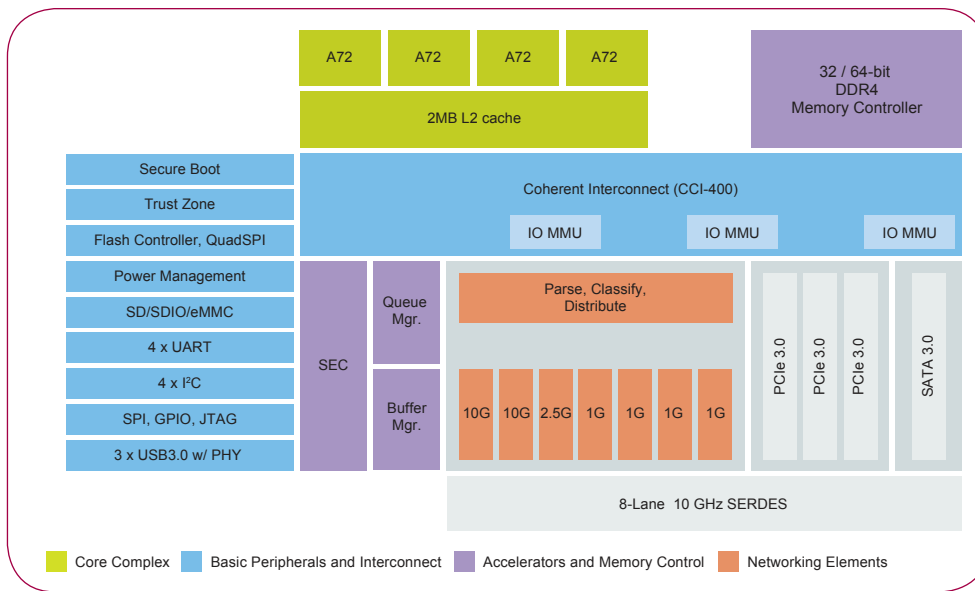 A72
A72
A72
A72
32 / 64-bit
DDR4
Memory Controller
2MB L2 cache
Secure Boot
Trust Zone
Flash Controller, QuadSPI
Power Management
SD/SDIO/eMMC
4 x UART
4 x I²C
SPI, GPIO, JTAG
3 x USB3.0 w/ PHY
Coherent Interconnect (CCI-400)
IO MMU
IO MMU
IO MMU
SEC
Queue
Mgr.
Buffer
Mgr.
Parse, Classify,
Distribute
10G
10G
2.5G
1G
1G
1G
1G
PCIe 3.0
PCIe 3.0
PCIe 3.0
SATA 3.0
8-Lane 10 GHz SERDES
Core Complex
Basic Peripherals and Interconnect
Accelerators and Memory Control
Networking Elements